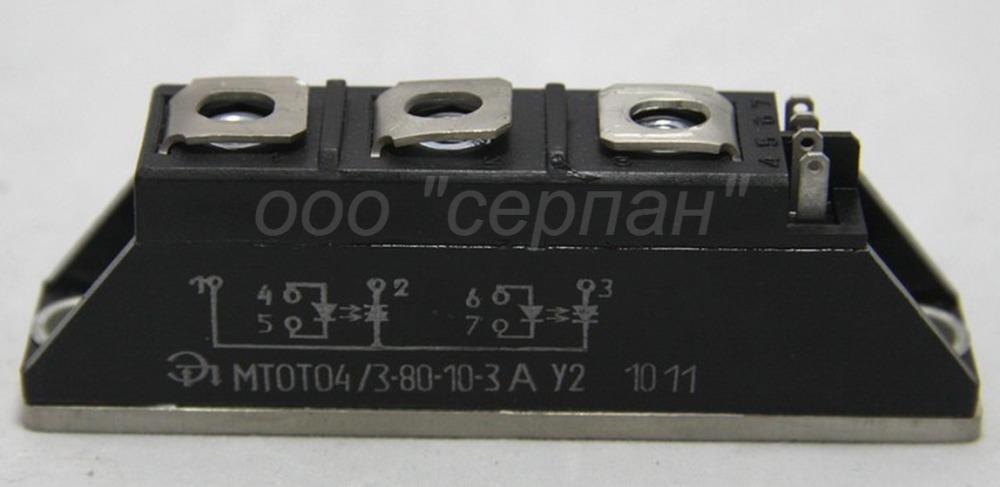 4 5 6 7
ооо "серпан"
1 4 2 6 3
5 7
МТОТО4/3-80-10-3 А У2 10 11